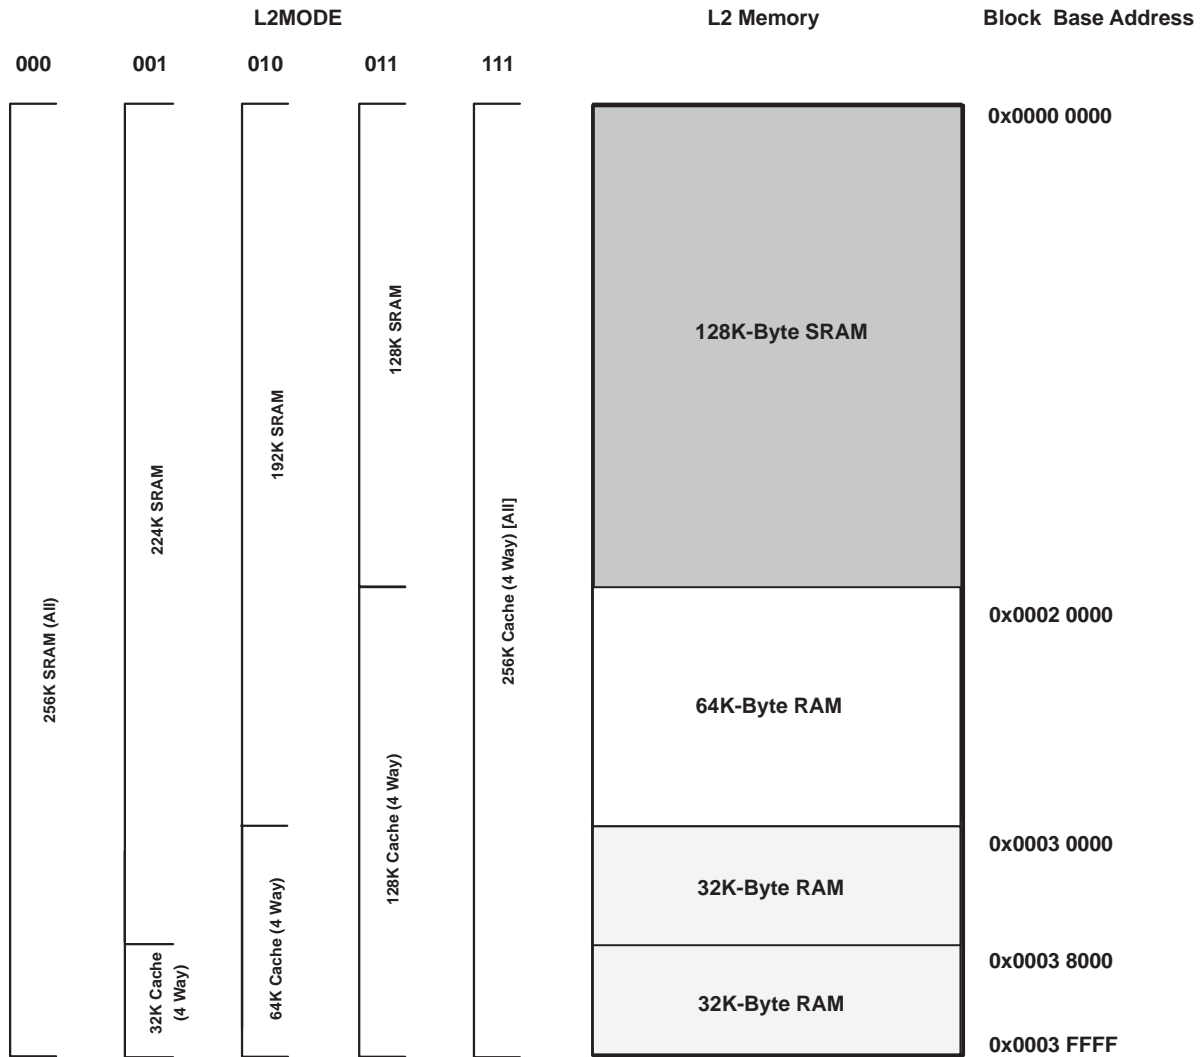 L2MODE
L2 Memory
Block Base Address
000
001
010
011
111
256K SRAM (All)
224K SRAM
32K Cache
(4 Way)
192K SRAM
64K Cache (4 Way)
128K SRAM
128K Cache (4 Way)
256K Cache (4 Way) [All]
128K-Byte SRAM
64K-Byte RAM
32K-Byte RAM
32K-Byte RAM
0x0000 0000
0x0002 0000
0x0003 0000
0x0003 8000
0x0003 FFFF